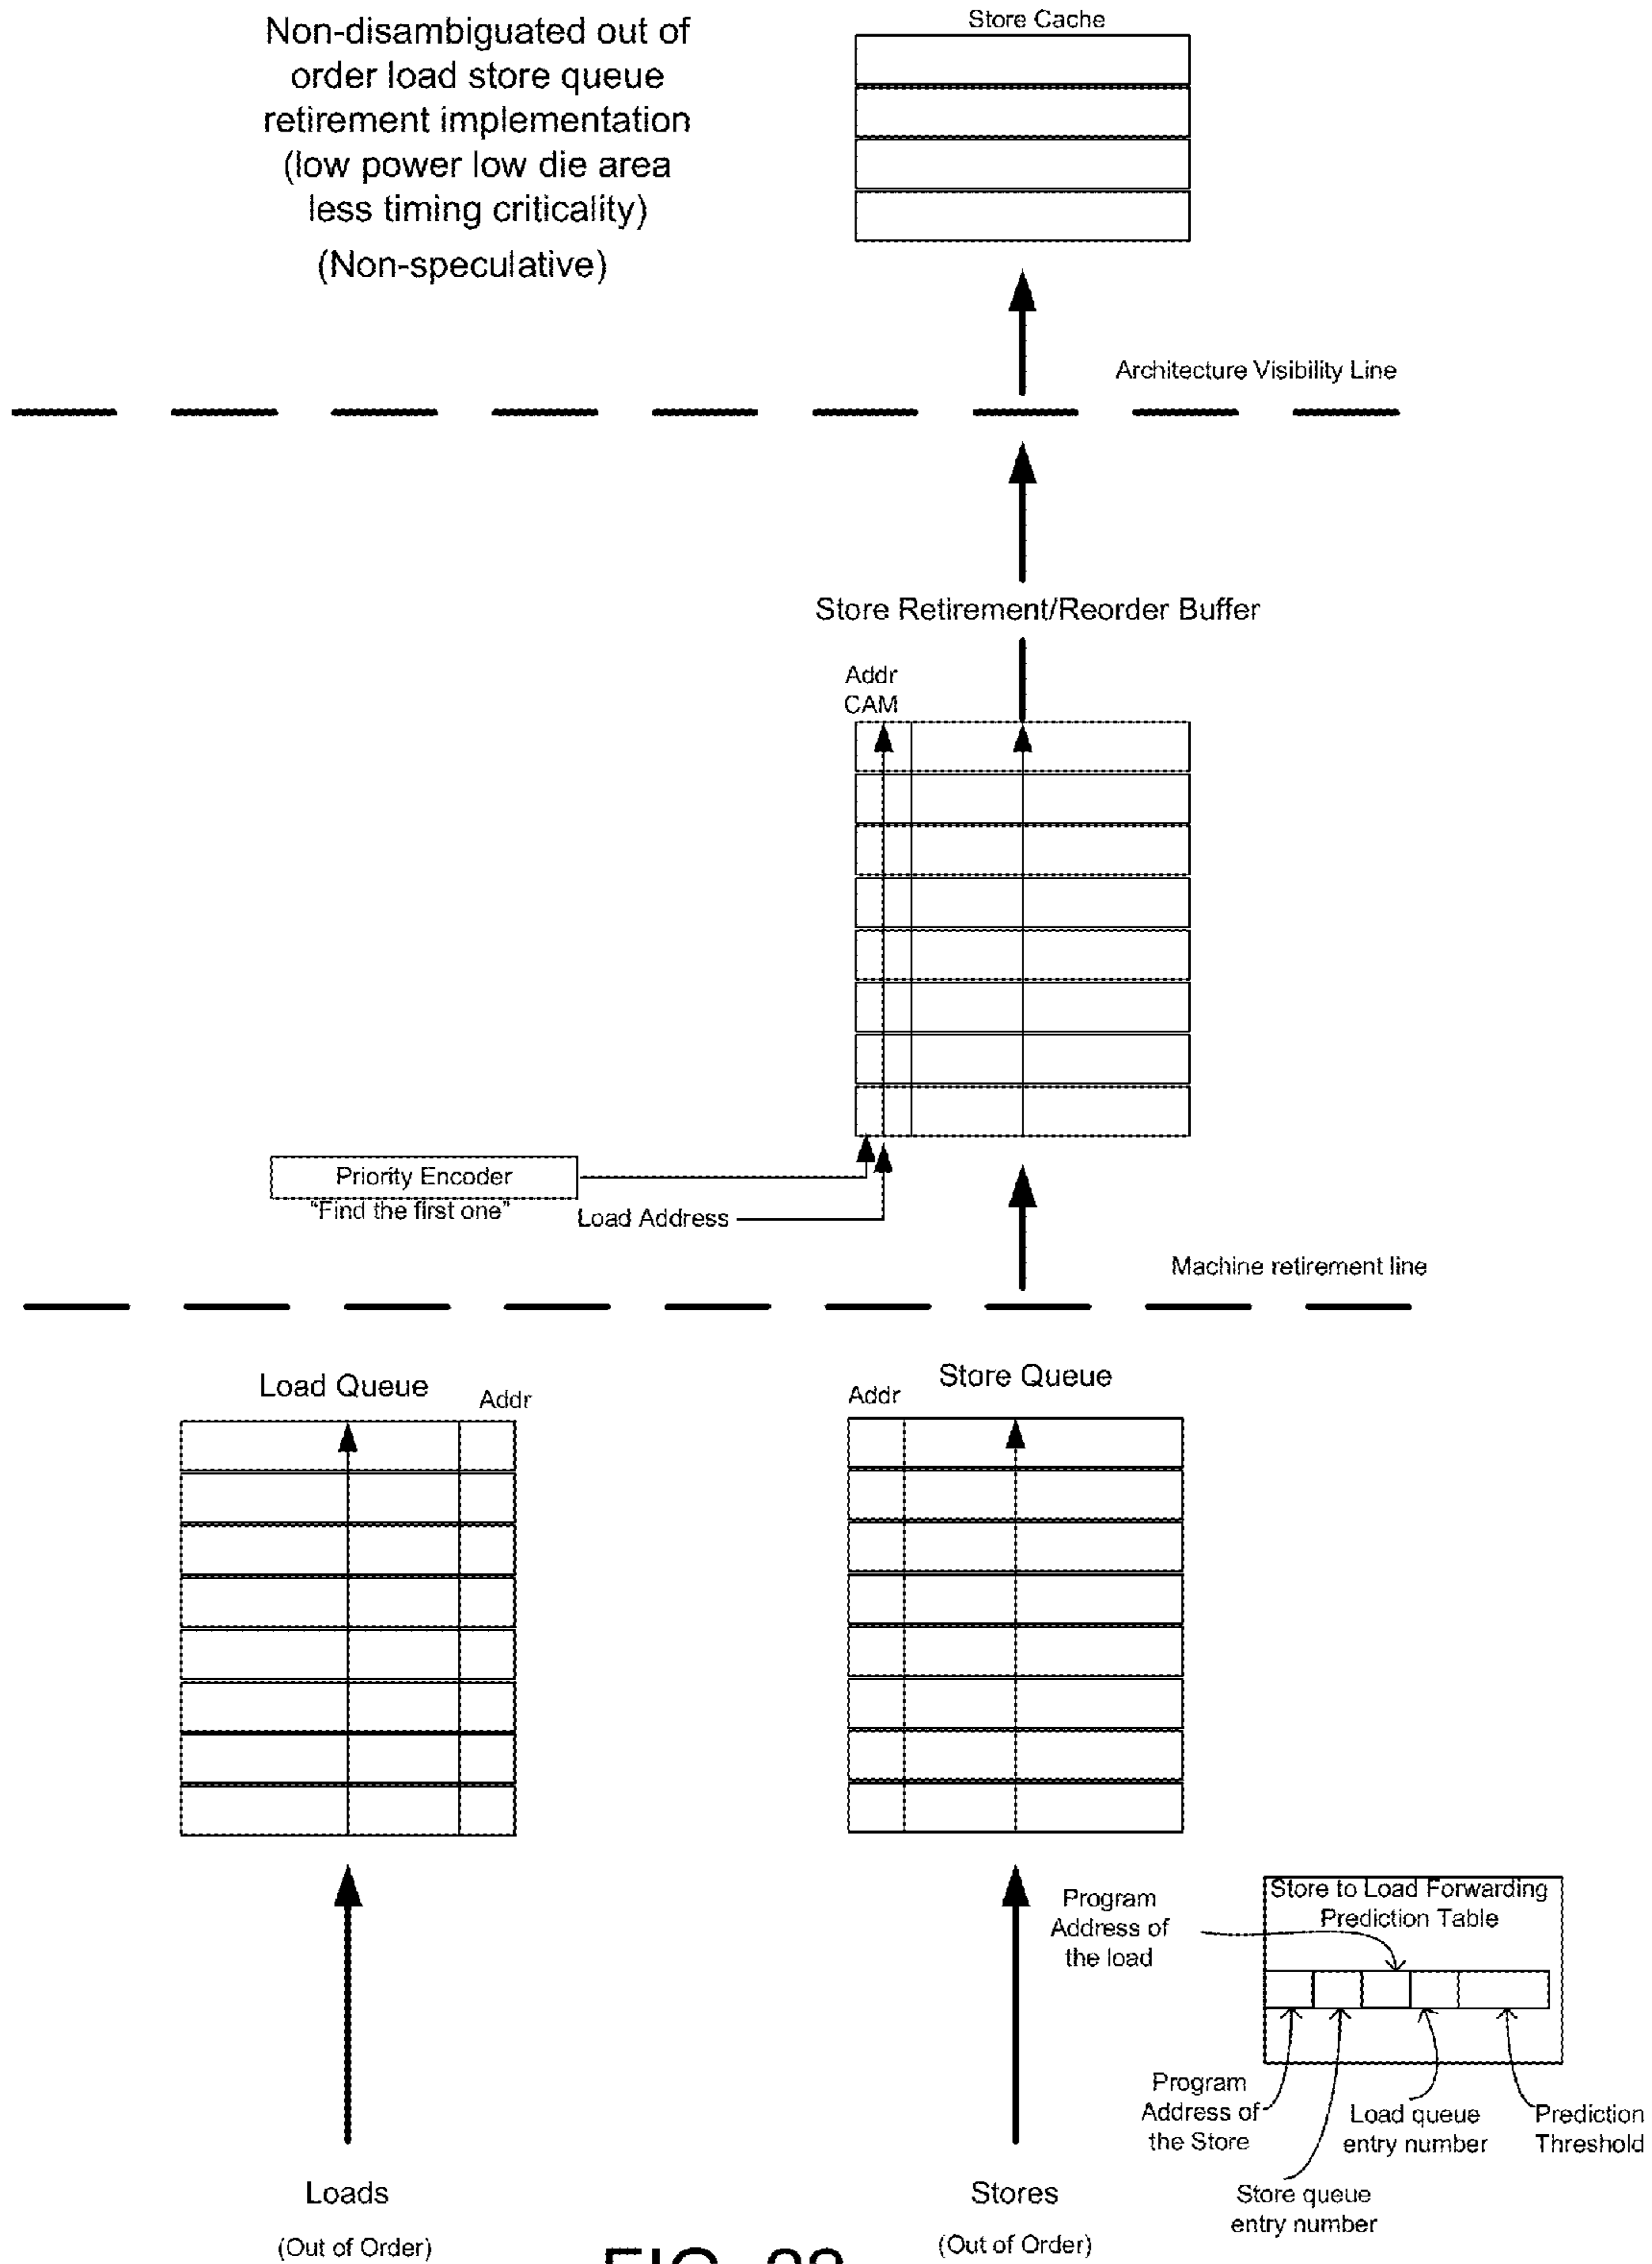 Non-disambiguated out of
order load store queue
retirement implementation
(low power low die area
less timing criticality)
(Non-speculative)
Store Cache
Architecture Visibility Line
Store Retirement/Reorder Buffer
Addr
CAM
Priority Encoder
"Find the first one"
Load Address
Machine retirement line
Load Queue
Addr
Addr
Store Queue
Program
Address of
the load
Store to Load Forwarding
Prediction Table
Program
Address of
the Store
Load queue
entry number
Prediction
Threshold
Store queue
entry number
Loads
(Out of Order)
Stores
(Out of Order)
FIG.